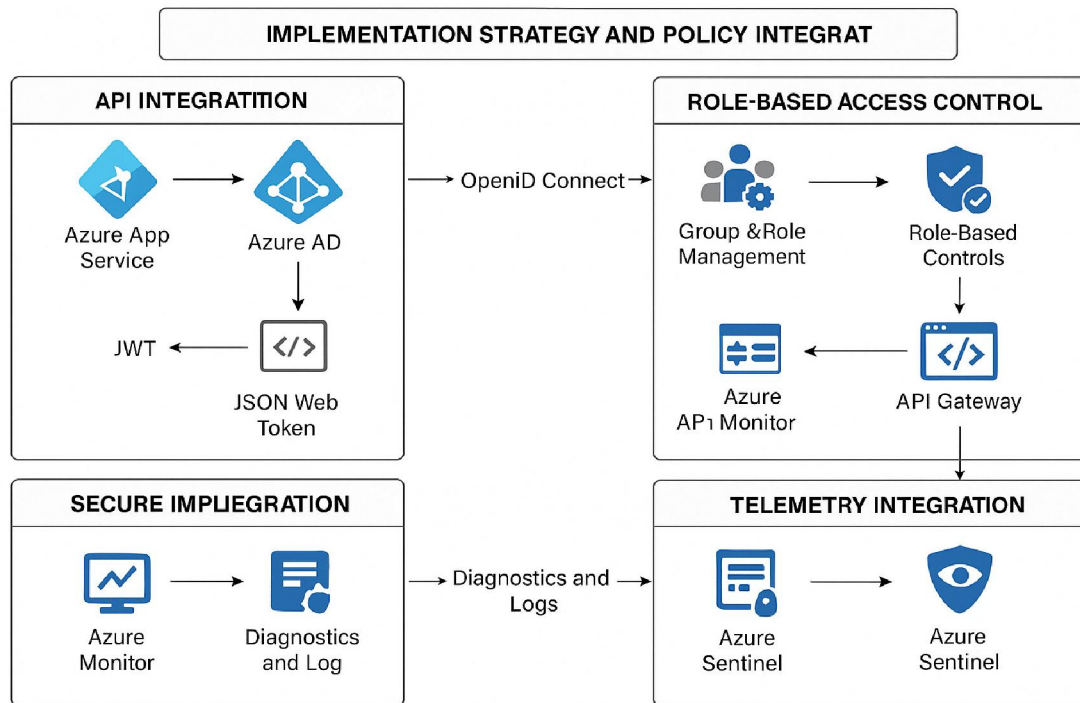 IMPLEMENTATION STRATEGY AND POLICY INTEGRAT
API INTEGRATITION
Azure App
Service
Azure AD
JWT
JSON Web
Token
OpeniD Connect
ROLE-BASED ACCESS CONTROL
Group &Role
Management
Role-Based
Controls
Azure
APı Monitor
API Gateway
SECURE IMPLIEGRATION
Azure
Monitor
Diagnostics
and Log
Diagnostics and
Logs
TELEMETRY INTEGRATION
Azure
Sentinel
Azure
Sentinel